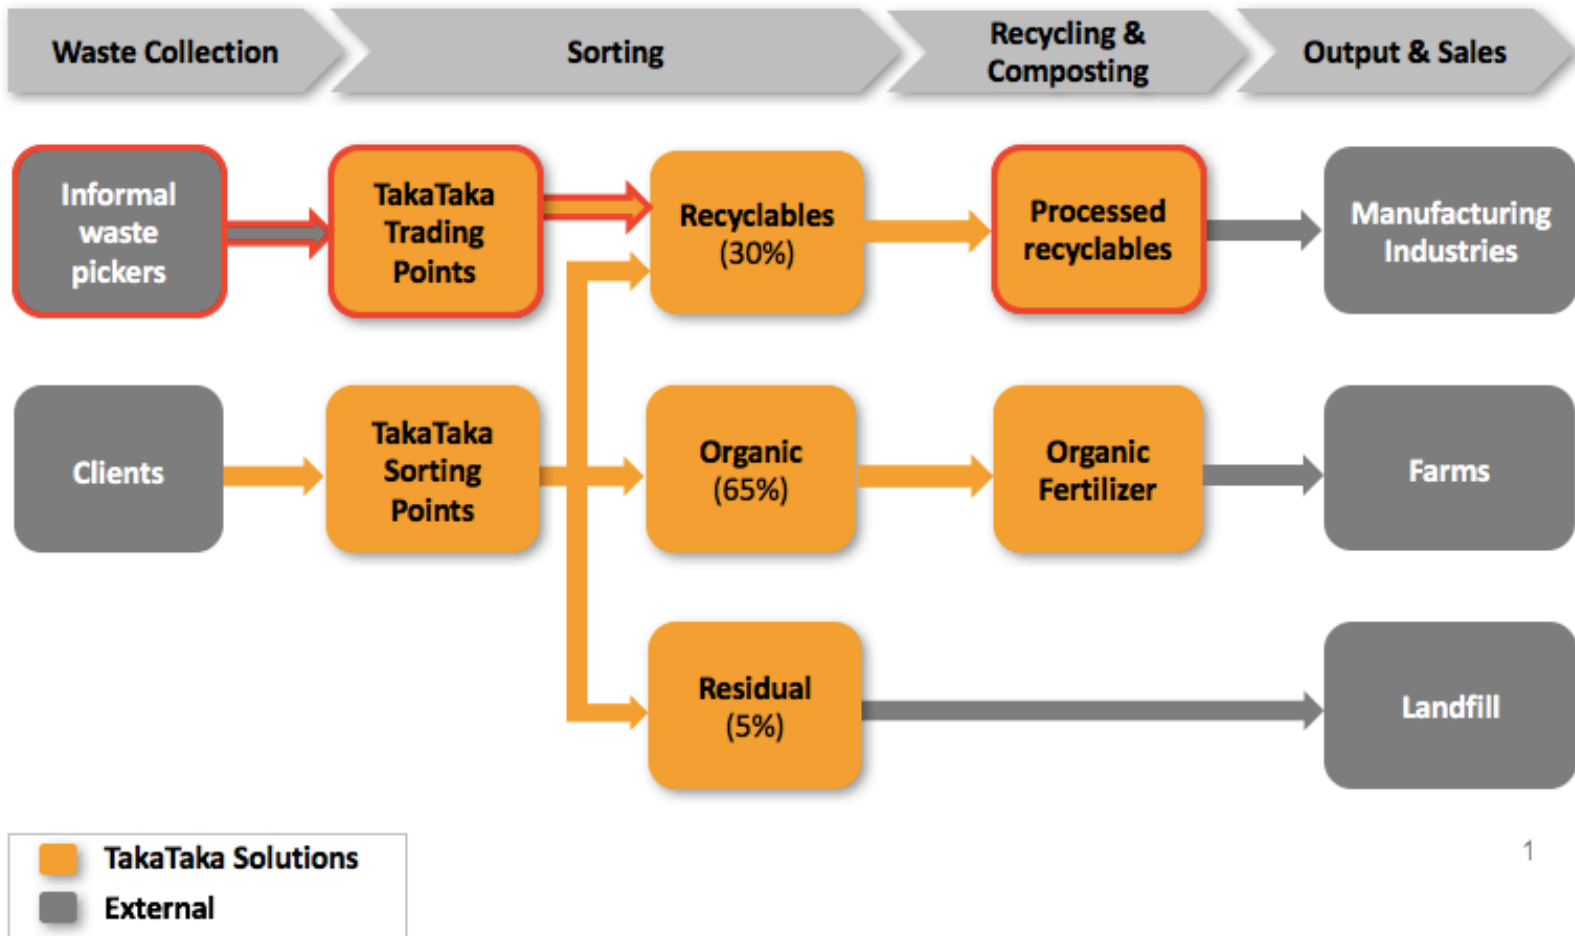 Waste Collection
Sorting
Recycling &
Composting
Output & Sales
Informal
waste
pickers
TakaTaka
Trading
Points
Recyclables
(30%)
Processed
recyclables
Manufacturing
Industries
Clients
TakaTaka
Sorting
Points
Organic
(65%)
Organic
Fertilizer
Farms
Residual
(5%)
Landfill
TakaTaka Solutions
External
1